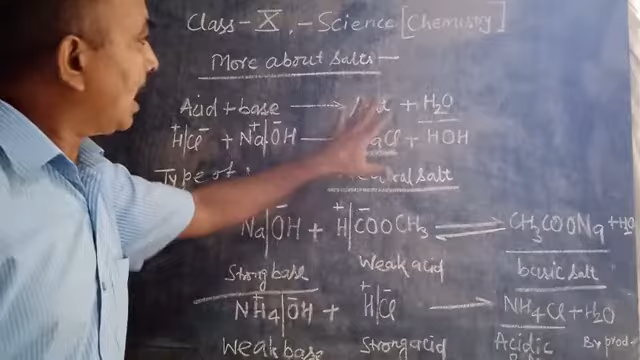 Class-X, - Science [Chemistry]
More about salts-
Acid + base → + H2O
H+|Cl- + Na+|OH- — aCl + HOH
Type of salt
Na|OH- + H+|COOCH3 ⇌ CH3COONa + H2O
Strong base Weak acid basic salt
NH4+|OH- + H+|Cl- → NH4Cl + H2O
Weak base Strong acid Acidic By prod